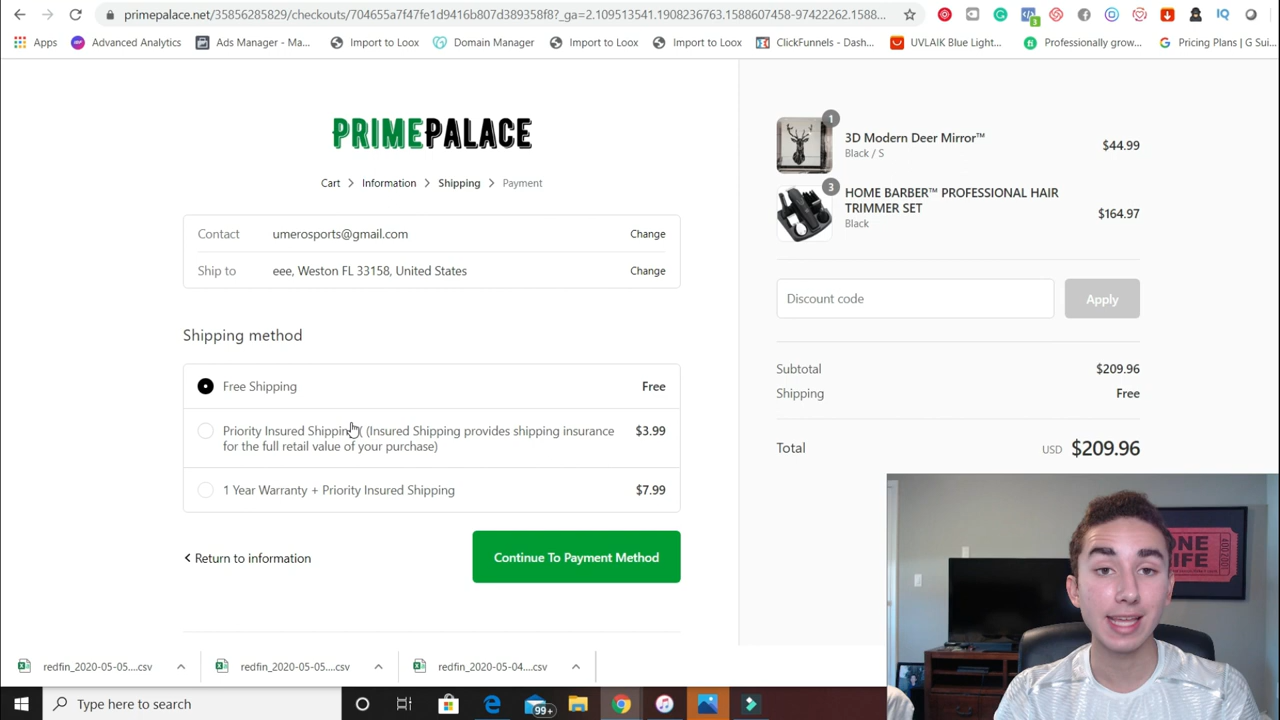 primepalace.net/35856285829/checkouts/704655a7f47fe1d9416b807d389358f8?_ga=2.109513541.1908236763.1588607458-97422262.1588...
3
IQ
Apps
Advanced Analytics
Ads Manager - Ma...
Import to Loox
Domain Manager
Import to Loox
Import to Loox
ClickFunnels - Dash...
UVLAIK Blue Light...
Professionally grow...
Pricing Plans | G Sui...
PRIMEPALACE
Cart > Information > Shipping > Payment
Contact umerosports@gmail.com Change
Ship to eee, Weston FL 33158, United States Change
Shipping method
Free Shipping Free
Priority Insured Shipping( (Insured Shipping provides shipping insurance $3.99
for the full retail value of your purchase)
1 Year Warranty + Priority Insured Shipping $7.99
< Return to information
Continue To Payment Method
1
3D Modern Deer Mirror™ $44.99
Black / S
3
HOME BARBER™ PROFESSIONAL HAIR
TRIMMER SET $164.97
Black
Discount code Apply
Subtotal $209.96
Shipping Free
Total USD $209.96
ONE
LIFE
redfin_2020-05-05....csv
redfin_2020-05-05....csv
redfin_2020-05-04....csv
Type here to search
99+